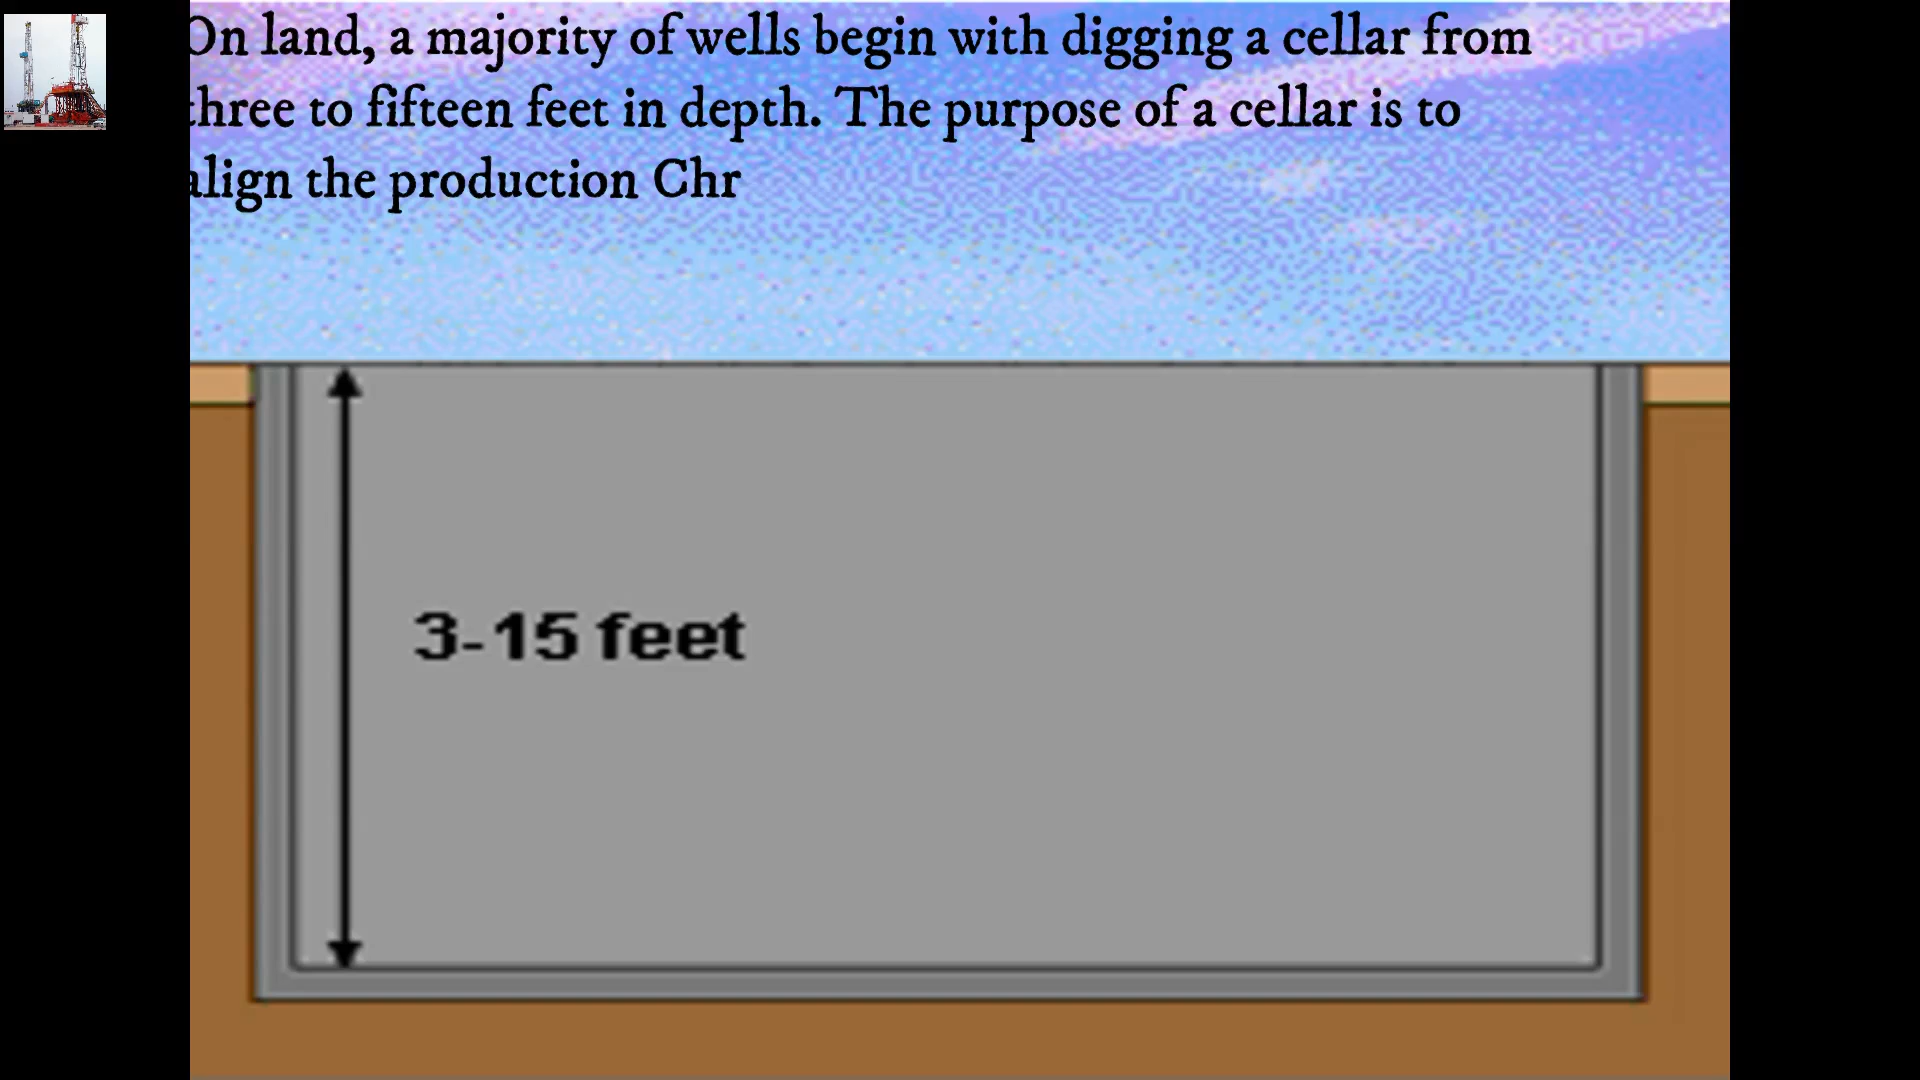 On land, a majority of wells begin with digging a cellar from
three to fifteen feet in depth. The purpose of a cellar is to
align the production Chr
3-15 feet